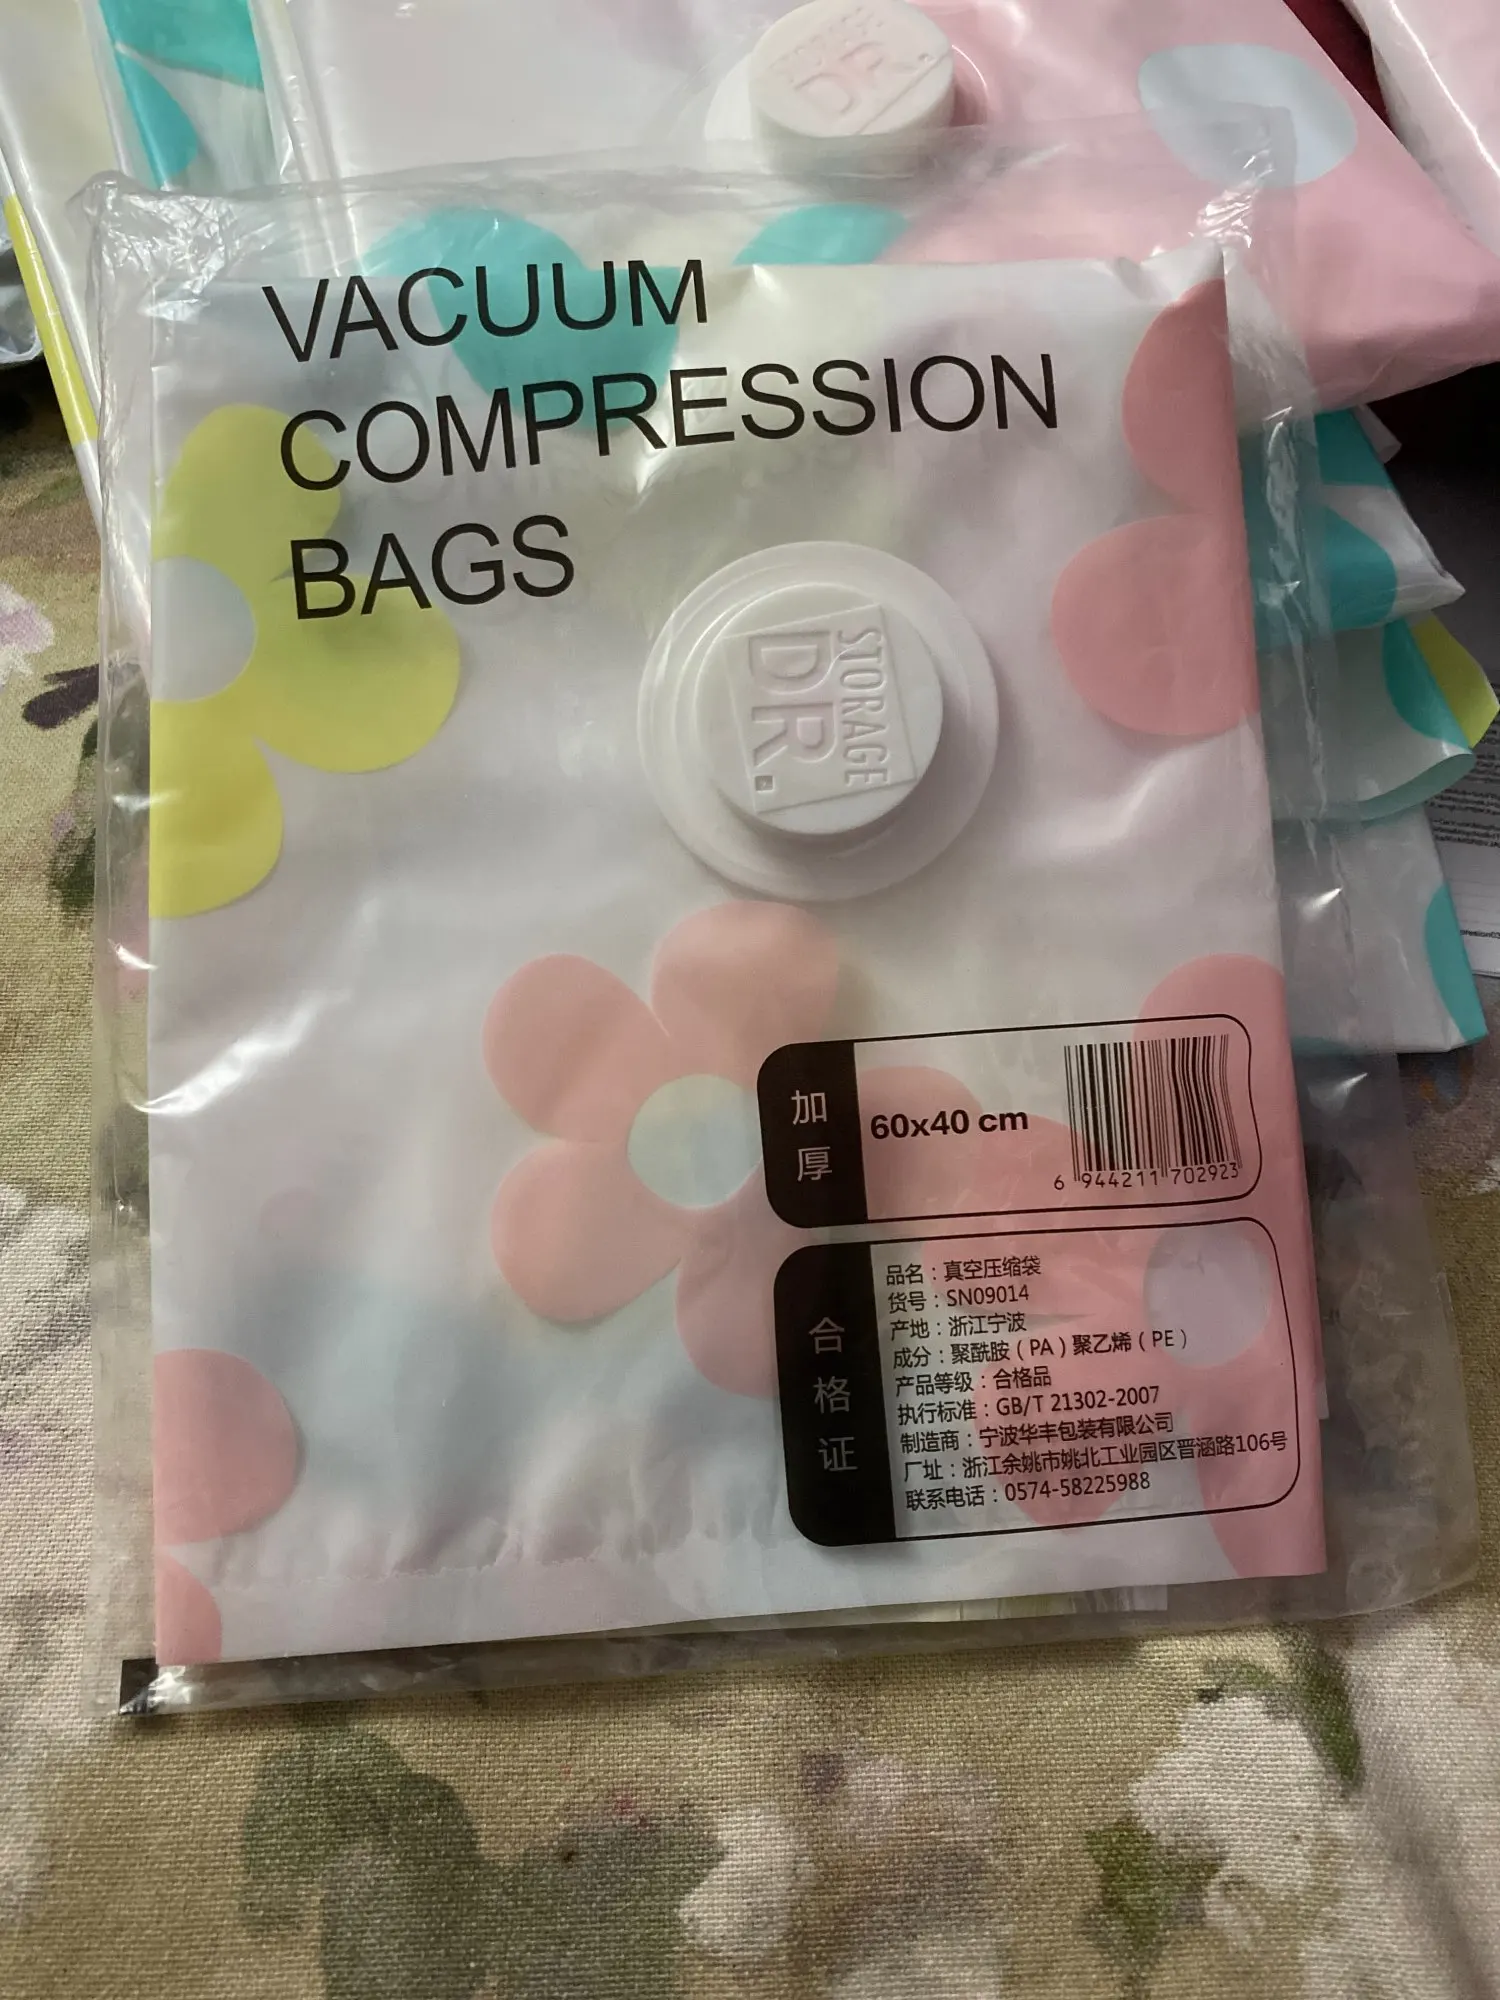 VACUUM
COMPRESSION
BAGS
STORAGE
DR.
加厚
60x40 cm
6 944211 702923
合格证
品名：真空压缩袋
货号：SN09014
产地：浙江宁波
成分：聚酰胺（PA）聚乙烯（PE）
产品等级：合格品
执行标准：GB/T 21302-2007
制造商：宁波华丰包装有限公司
厂址：浙江余姚市姚北工业园区晋涵路106号
联系电话：0574-58225988